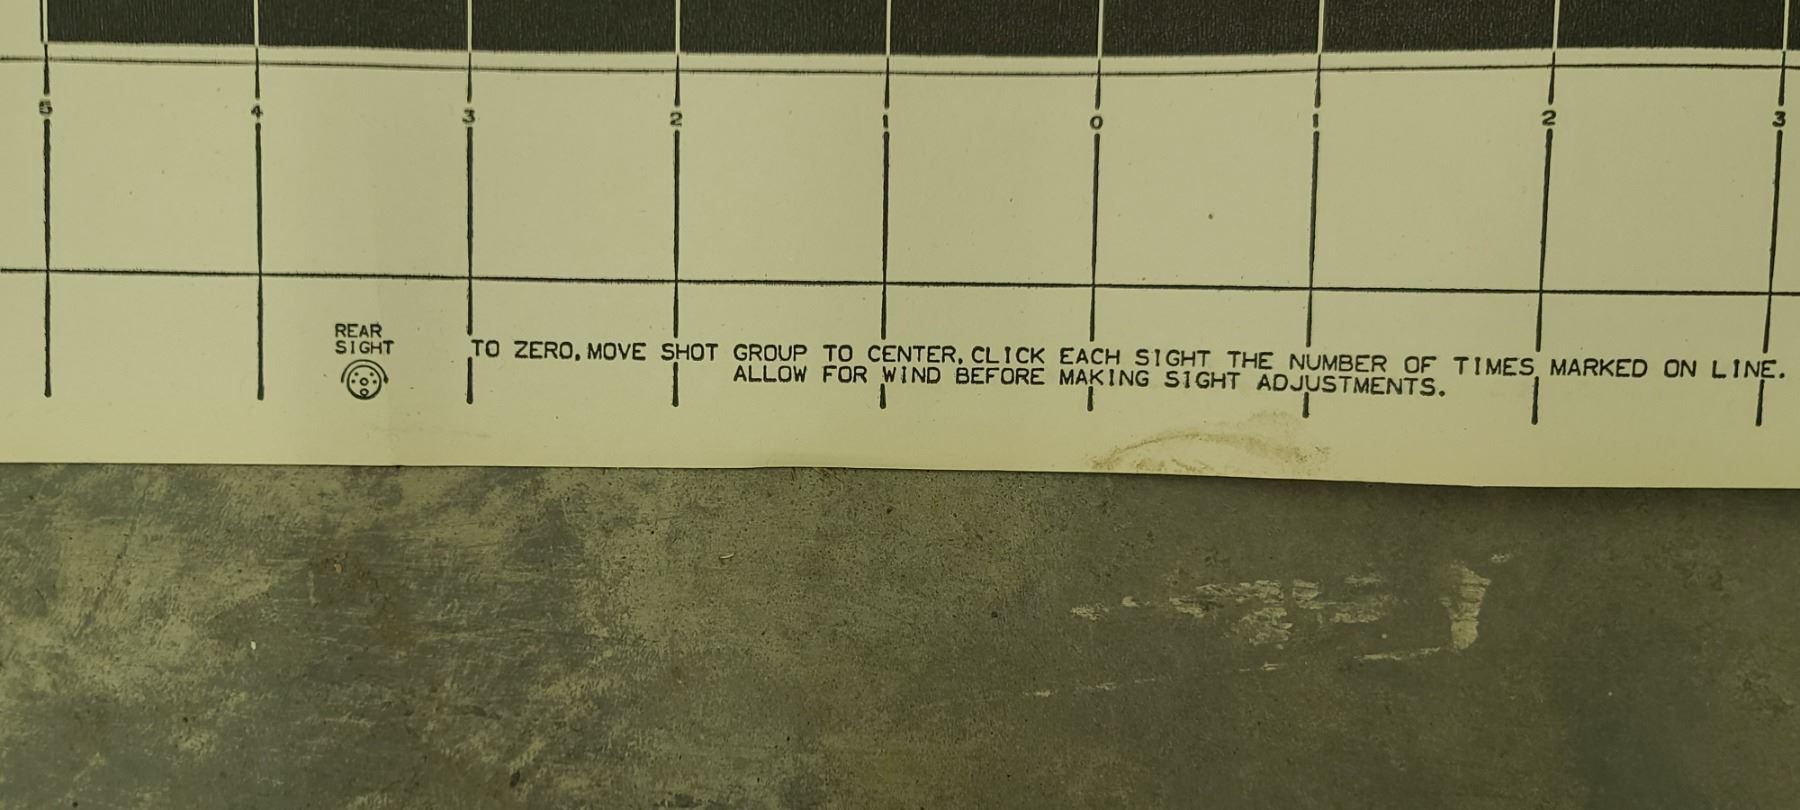 5 4 3 2 1 0 1 2 3
REAR
SIGHT
TO ZERO, MOVE SHOT GROUP TO CENTER. CLICK EACH SIGHT THE NUMBER OF TIMES MARKED ON LINE.
ALLOW FOR WIND BEFORE MAKING SIGHT ADJUSTMENTS.